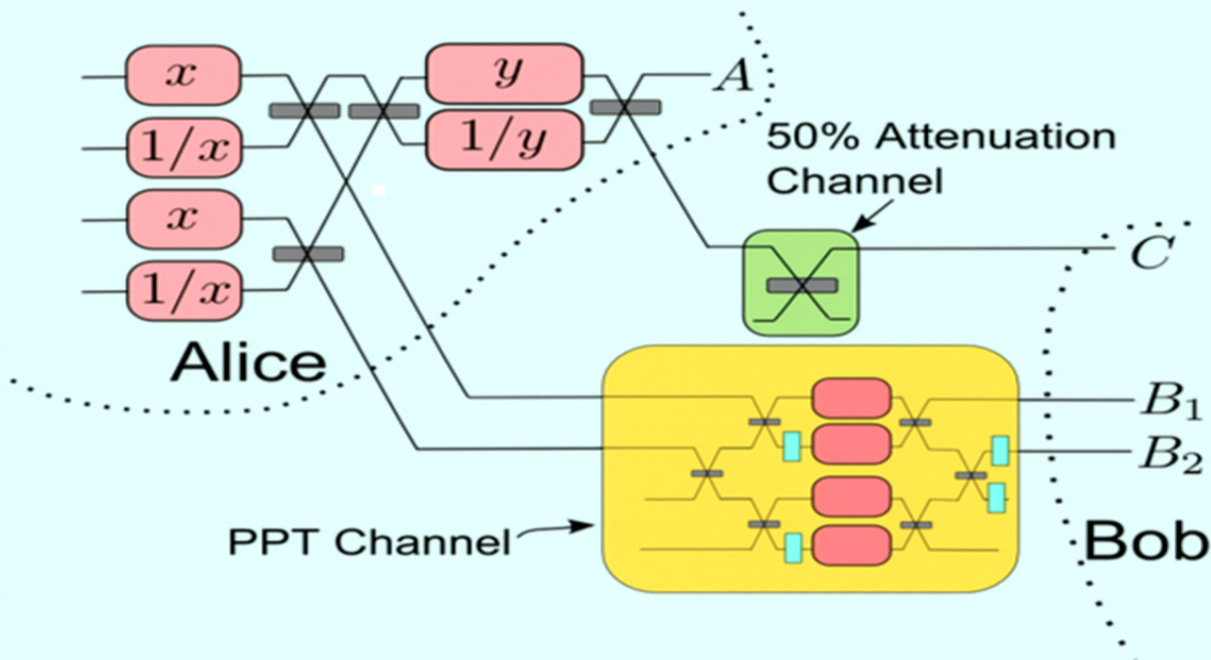 x
1/x
x
1/x
y
1/y
A
50% Attenuation
Channel
C
Alice
B1
B2
PPT Channel
Bob